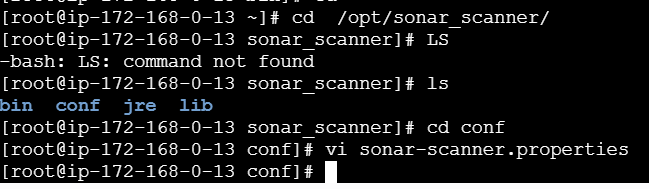 [root@ip-172-168-0-13 ~]# cd  /opt/sonar_scanner/
[root@ip-172-168-0-13 sonar_scanner]# LS
-bash: LS: command not found
[root@ip-172-168-0-13 sonar_scanner]# ls
bin  conf  jre  lib
[root@ip-172-168-0-13 sonar_scanner]# cd conf
[root@ip-172-168-0-13 conf]# vi sonar-scanner.properties
[root@ip-172-168-0-13 conf]#